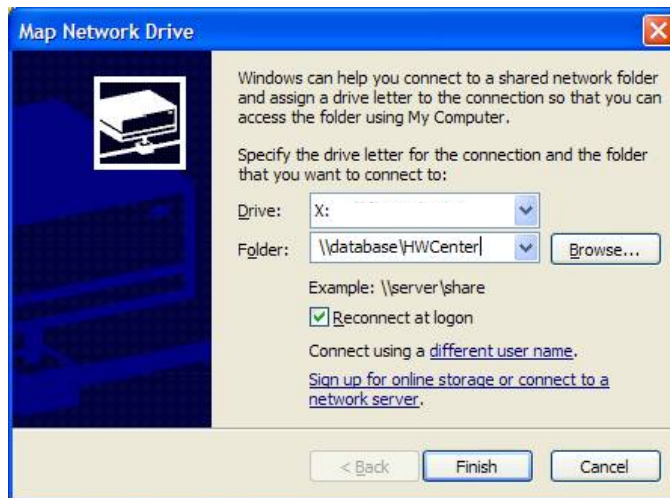 Map Network Drive
Windows can help you connect to a shared network folder
and assign a drive letter to the connection so that you can
access the folder using My Computer.
Specify the drive letter for the connection and the folder
that you want to connect to:
Drive: X:
Folder: \\database\HWCenter Browse...
Example: \\server\share
Reconnect at logon
Connect using a different user name.
Sign up for online storage or connect to a
network server.
< Back Finish Cancel